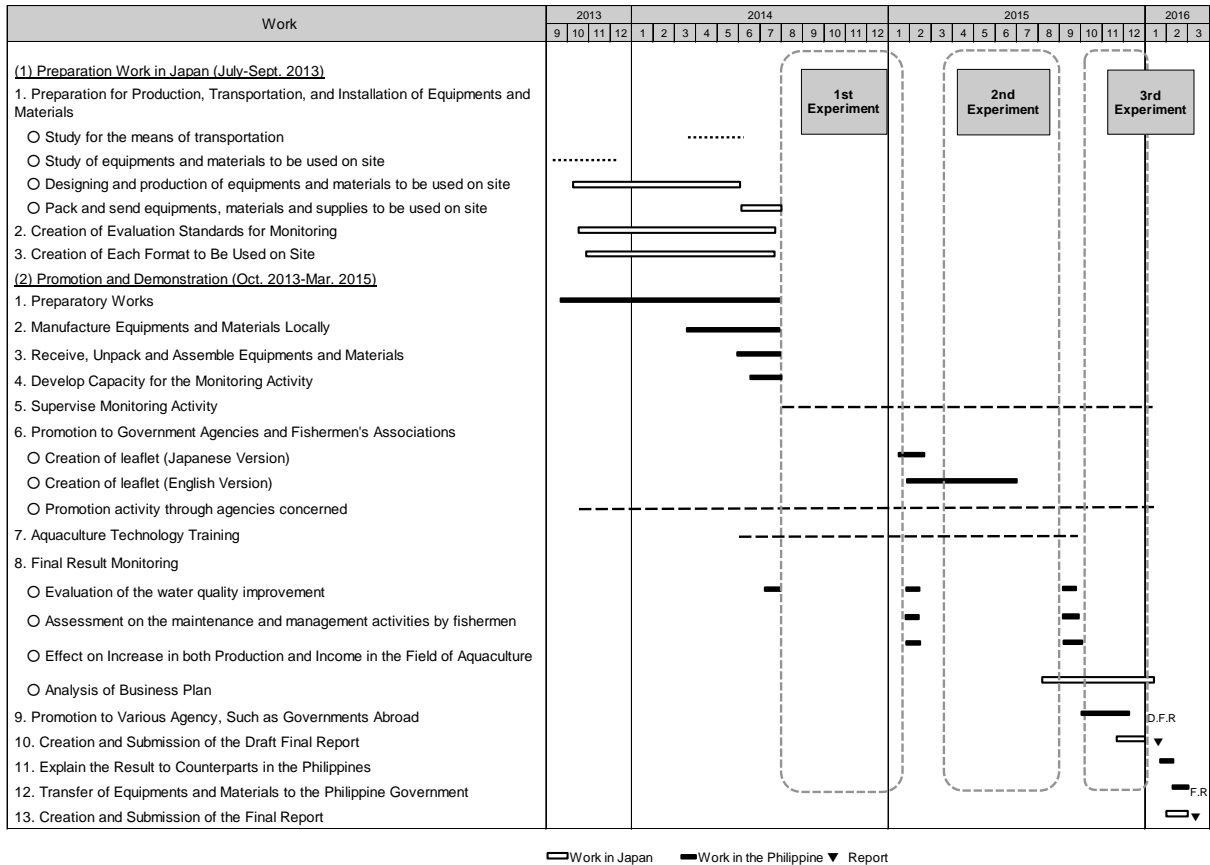 Work
2013
2014
2015
2016
9 10 11 12 1 2 3 4 5 6 7 8 9 10 11 12 1 2 3 4 5 6 7 8 9 10 11 12 1 2 3
(1) Preparation Work in Japan (July-Sept. 2013)
1. Preparation for Production, Transportation, and Installation of Equipments and
Materials
1st
Experiment
2nd
Experiment
3rd
Experiment
O Study for the means of transportation
O Study of equipments and materials to be used on site
O Designing and production of equipments and materials to be used on site
O Pack and send equipments, materials and supplies to be used on site
2. Creation of Evaluation Standards for Monitoring
3. Creation of Each Format to Be Used on Site
(2) Promotion and Demonstration (Oct. 2013-Mar. 2015)
1. Preparatory Works
2. Manufacture Equipments and Materials Locally
3. Receive, Unpack and Assemble Equipments and Materials
4. Develop Capacity for the Monitoring Activity
5. Supervise Monitoring Activity
6. Promotion to Government Agencies and Fishermen's Associations
O Creation of leaflet (Japanese Version)
O Creation of leaflet (English Version)
O Promotion activity through agencies concerned
7. Aquaculture Technology Training
8. Final Result Monitoring
O Evaluation of the water quality improvement
O Assessment on the maintenance and management activities by fishermen
O Effect on Increase in both Production and Income in the Field of Aquaculture
O Analysis of Business Plan
9. Promotion to Various Agency, Such as Governments Abroad
D.F.R
10. Creation and Submission of the Draft Final Report
11. Explain the Result to Counterparts in the Philippines
12. Transfer of Equipments and Materials to the Philippine Government
F.R
13. Creation and Submission of the Final Report
Work in Japan Work in the Philippine ▼ Report